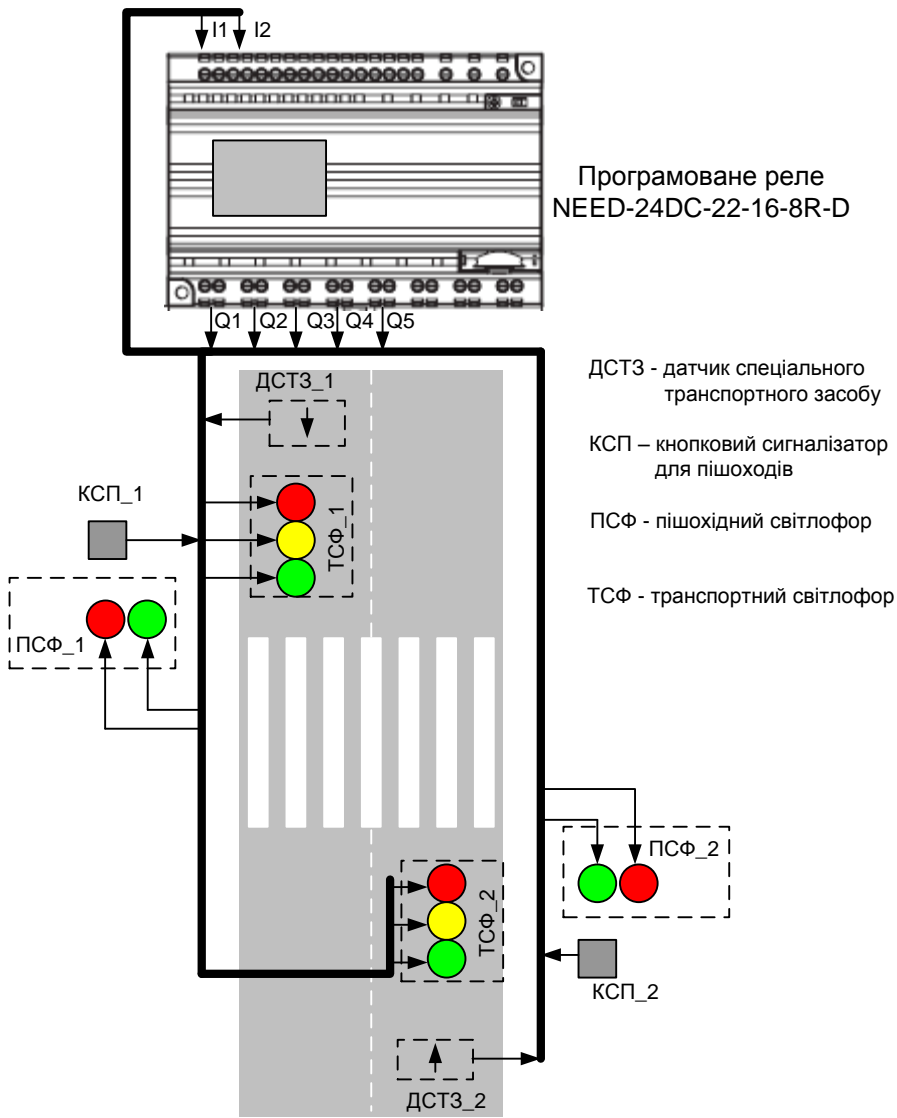 I1 I2
Програмоване реле
NEED-24DC-22-16-8R-D
Q1 Q2 Q3 Q4 Q5
ДСТЗ_1
ДСТЗ - датчик спеціального
транспортного засобу
КСП – кнопковий сигналізатор
для пішоходів
КСП_1
ТСФ_1
ПСФ - пішохідний світлофор
ТСФ - транспортний світлофор
ПСФ_1
ПСФ_2
ТСФ_2
КСП_2
ДСТЗ_2